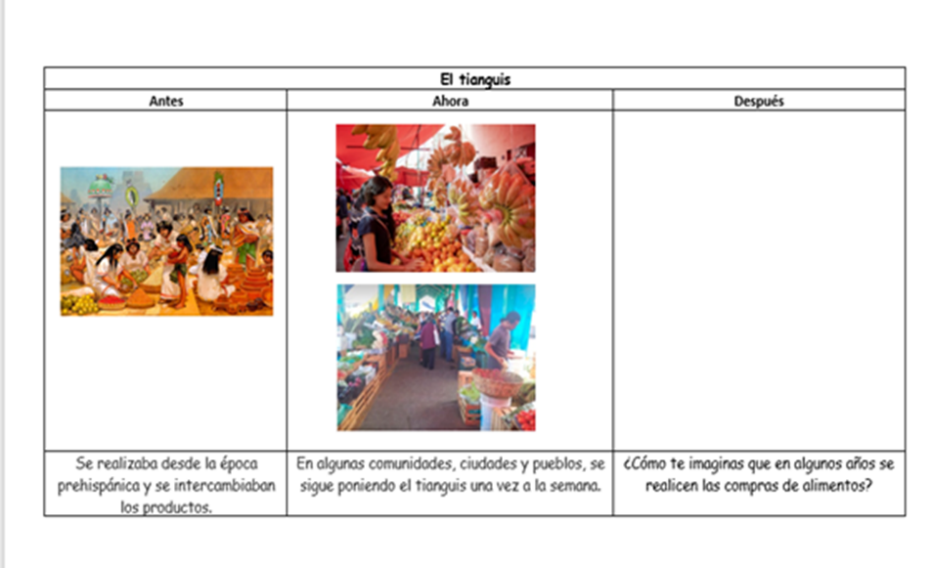 El tianguis
Antes
Ahora
Después
Se realizaba desde la época
prehispánica y se intercambiaban
los productos.
En algunas comunidades, ciudades y pueblos, se
sigue poniendo el tianguis una vez a la semana.
¿Cómo te imaginas que en algunos años se
realicen las compras de alimentos?